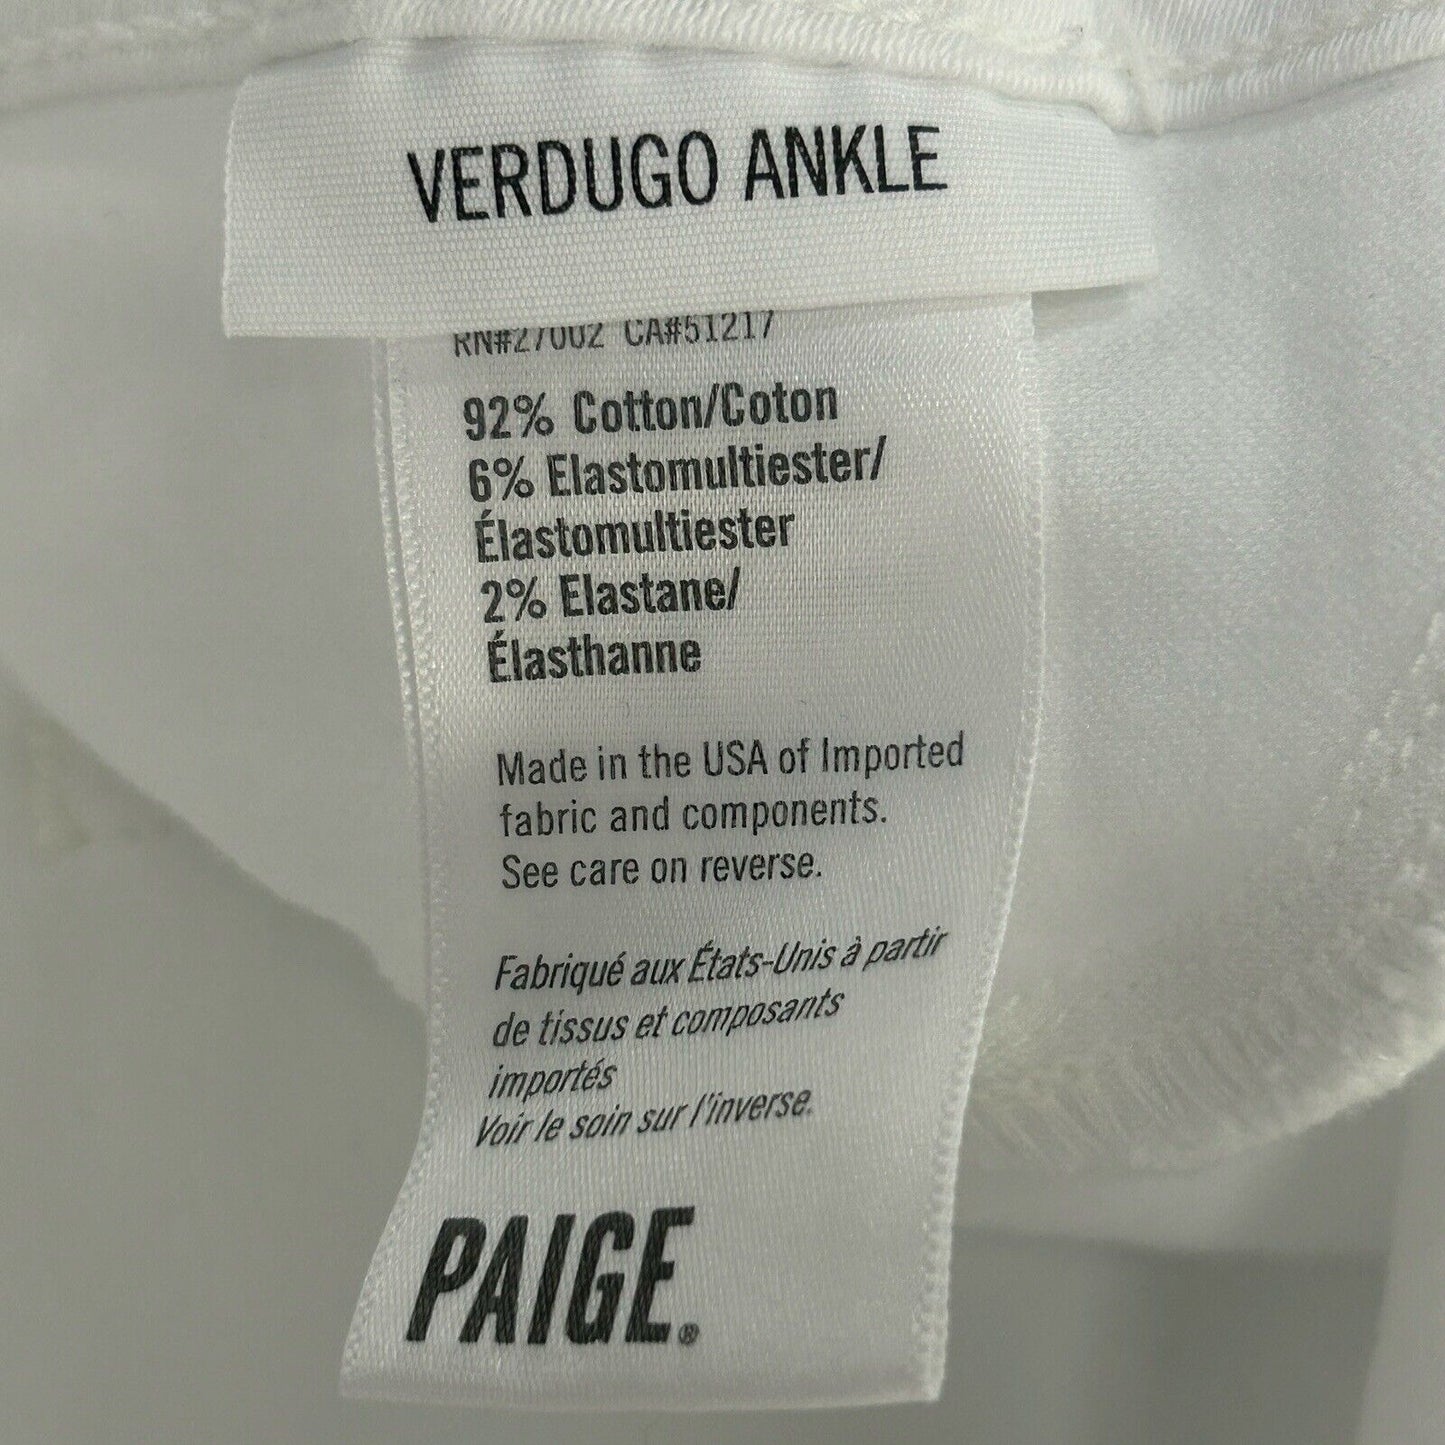 VERDUGO ANKLE
RN#27002 CA#51217
92% Cotton/Coton
6% Elastomultiester/
Élastomultiester
2% Elastane/
Élasthanne
Made in the USA of Imported
fabric and components.
See care on reverse.
Fabriqué aux États-Unis à partir
de tissus et composants
importés
Voir le soin sur l'inverse.
PAIGE®